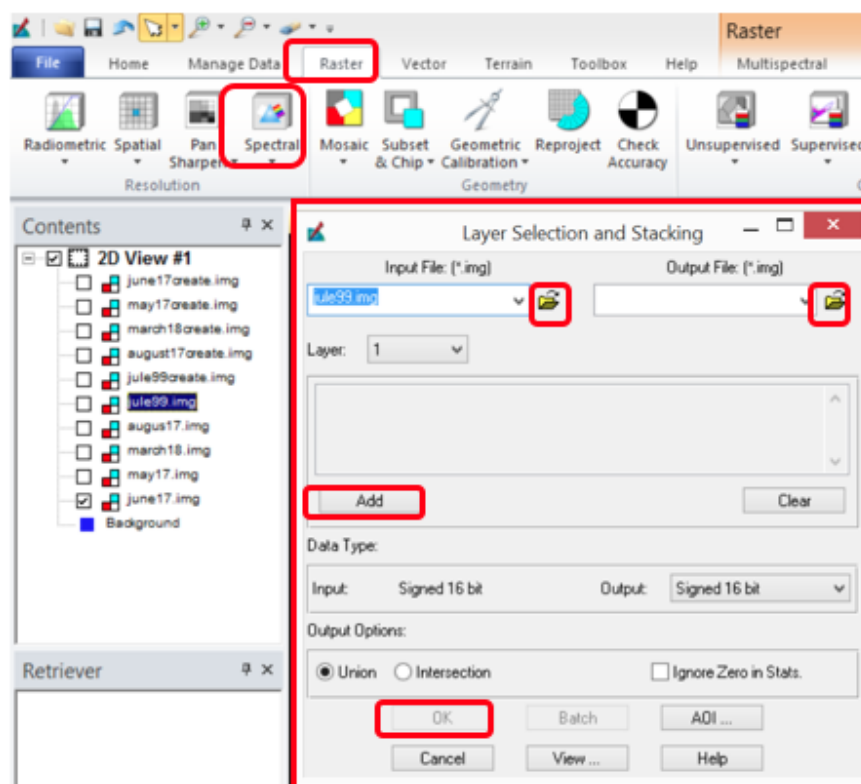 Raster
File Home Manage Data Raster Vector Terrain Toolbox Help Multispectral
Radiometric Spatial Pan Sharpen Spectral Mosaic Subset & Chip Geometric Calibration Reproject Check Accuracy Unsupervised Supervised
Resolution Geometry
Contents
2D View #1
june17create.img
may17create.img
march18create.img
august17create.img
jule99create.img
jule99.img
augus17.img
march18.img
may17.img
june17.img
Background
Retriever
Layer Selection and Stacking
Input File: (*.img) Output File: (*.img)
jule99.img
Layer: 1
Add Clear
Data Type:
Input: Signed 16 bit Output: Signed 16 bit
Output Options:
Union Intersection Ignore Zero in Stats.
OK Batch AOI ...
Cancel View ... Help